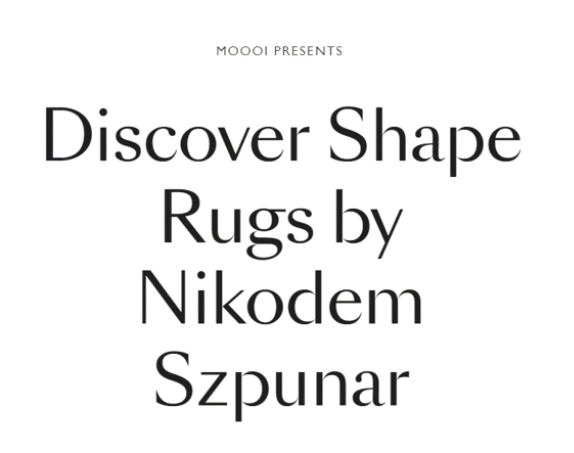 MOOOI PRESENTS
Discover Shape
Rugs by
Nikodem
Szpunar